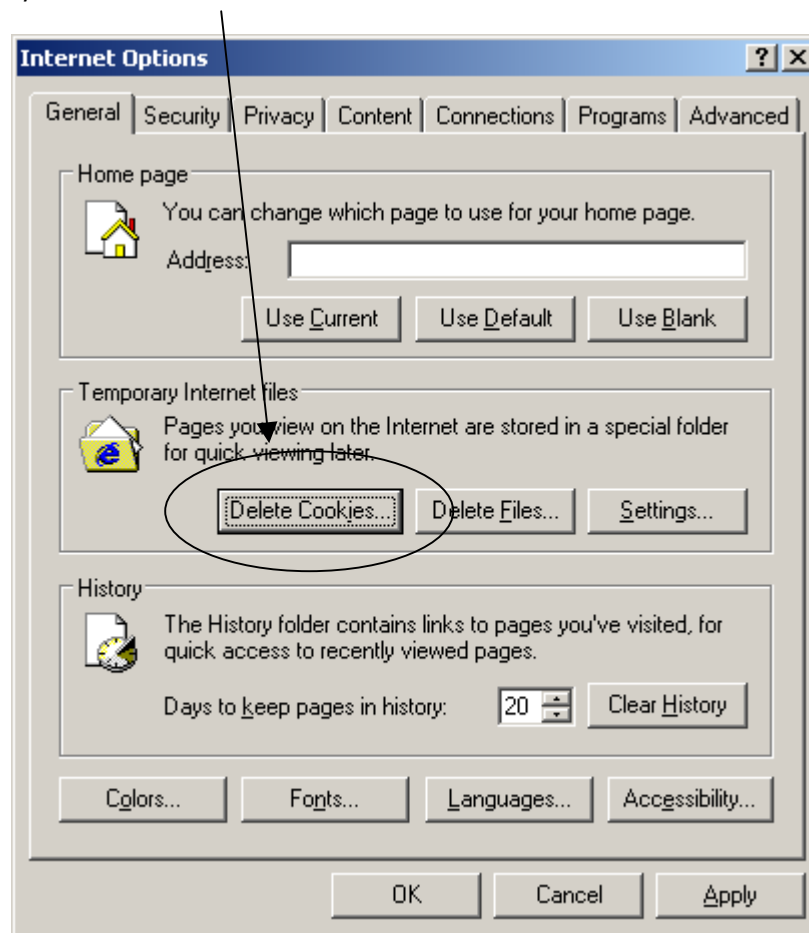 Internet Options
General Security Privacy Content Connections Programs Advanced
Home page
You can change which page to use for your home page.
Address:
Use Current Use Default Use Blank
Temporary Internet files
Pages you view on the Internet are stored in a special folder
for quick viewing later.
Delete Cookies... Delete Files... Settings...
History
The History folder contains links to pages you've visited, for
quick access to recently viewed pages.
Days to keep pages in history: 20 Clear History
Colors... Fonts... Languages... Accessibility...
OK Cancel Apply